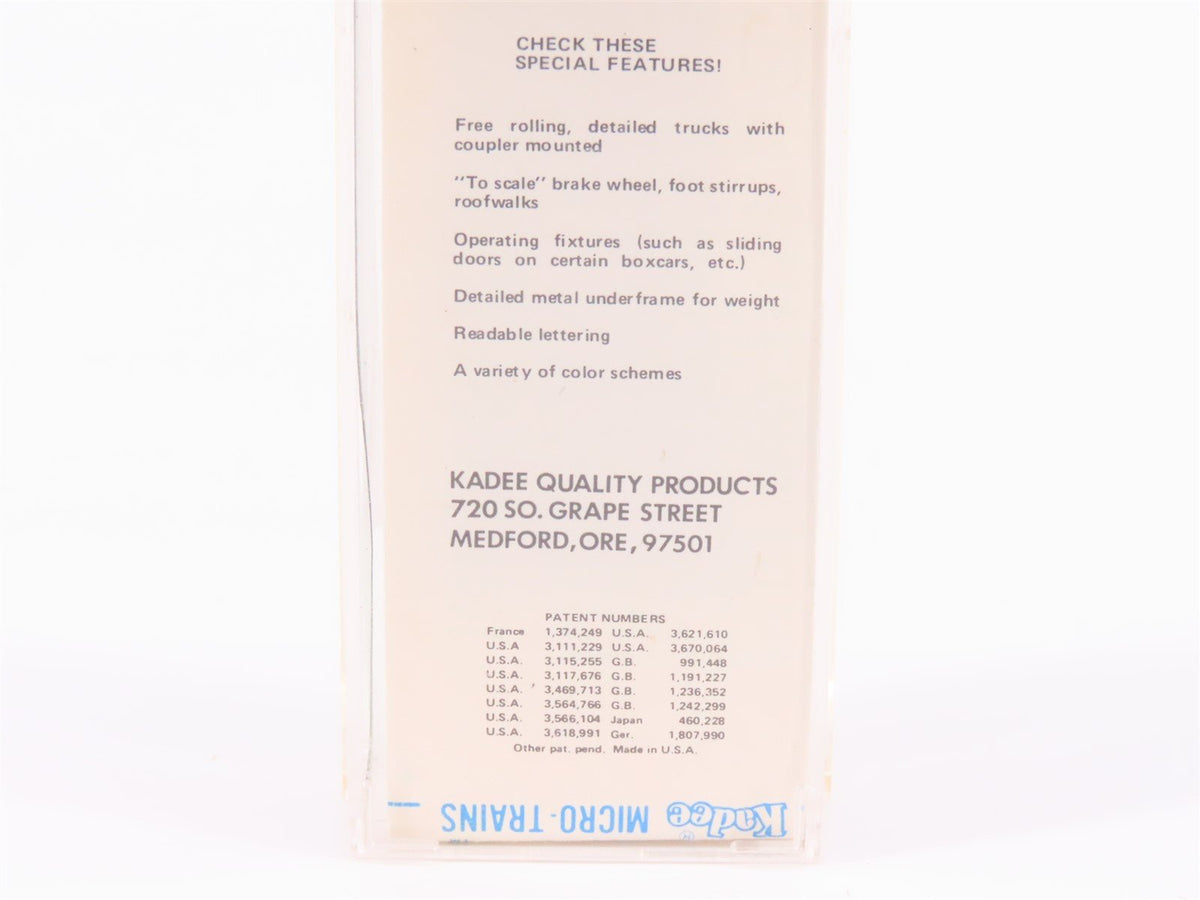 CHECK THESE
SPECIAL FEATURES!
Free rolling, detailed trucks with
coupler mounted
"To scale" brake wheel, foot stirrups,
roofwalks
Operating fixtures (such as sliding
doors on certain boxcars, etc.)
Detailed metal underframe for weight
Readable lettering
A variety of color schemes
KADEE QUALITY PRODUCTS
720 SO. GRAPE STREET
MEDFORD, ORE, 97501
PATENT NUMBERS
France 1,374,249 U.S.A. 3,621,610
U.S.A 3,111,229 U.S.A. 3,670,064
U.S.A. 3,115,255 G.B. 991,448
U.S.A. 3,117,676 G.B. 1,191,227
U.S.A. 3,469,713 G.B. 1,236,352
U.S.A. 3,564,766 G.B. 1,242,299
U.S.A. 3,566,104 Japan 460,228
U.S.A. 3,618,991 Ger. 1,807,990
Other pat. pend. Made in U.S.A.
Kadee ® MICRO-TRAINS